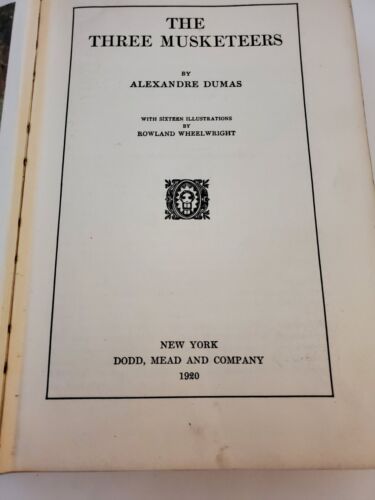 THE
THREE MUSKETEERS
BY
ALEXANDRE DUMAS
WITH SIXTEEN ILLUSTRATIONS
BY
ROWLAND WHEELWRIGHT
NEW YORK
DODD, MEAD AND COMPANY
1920